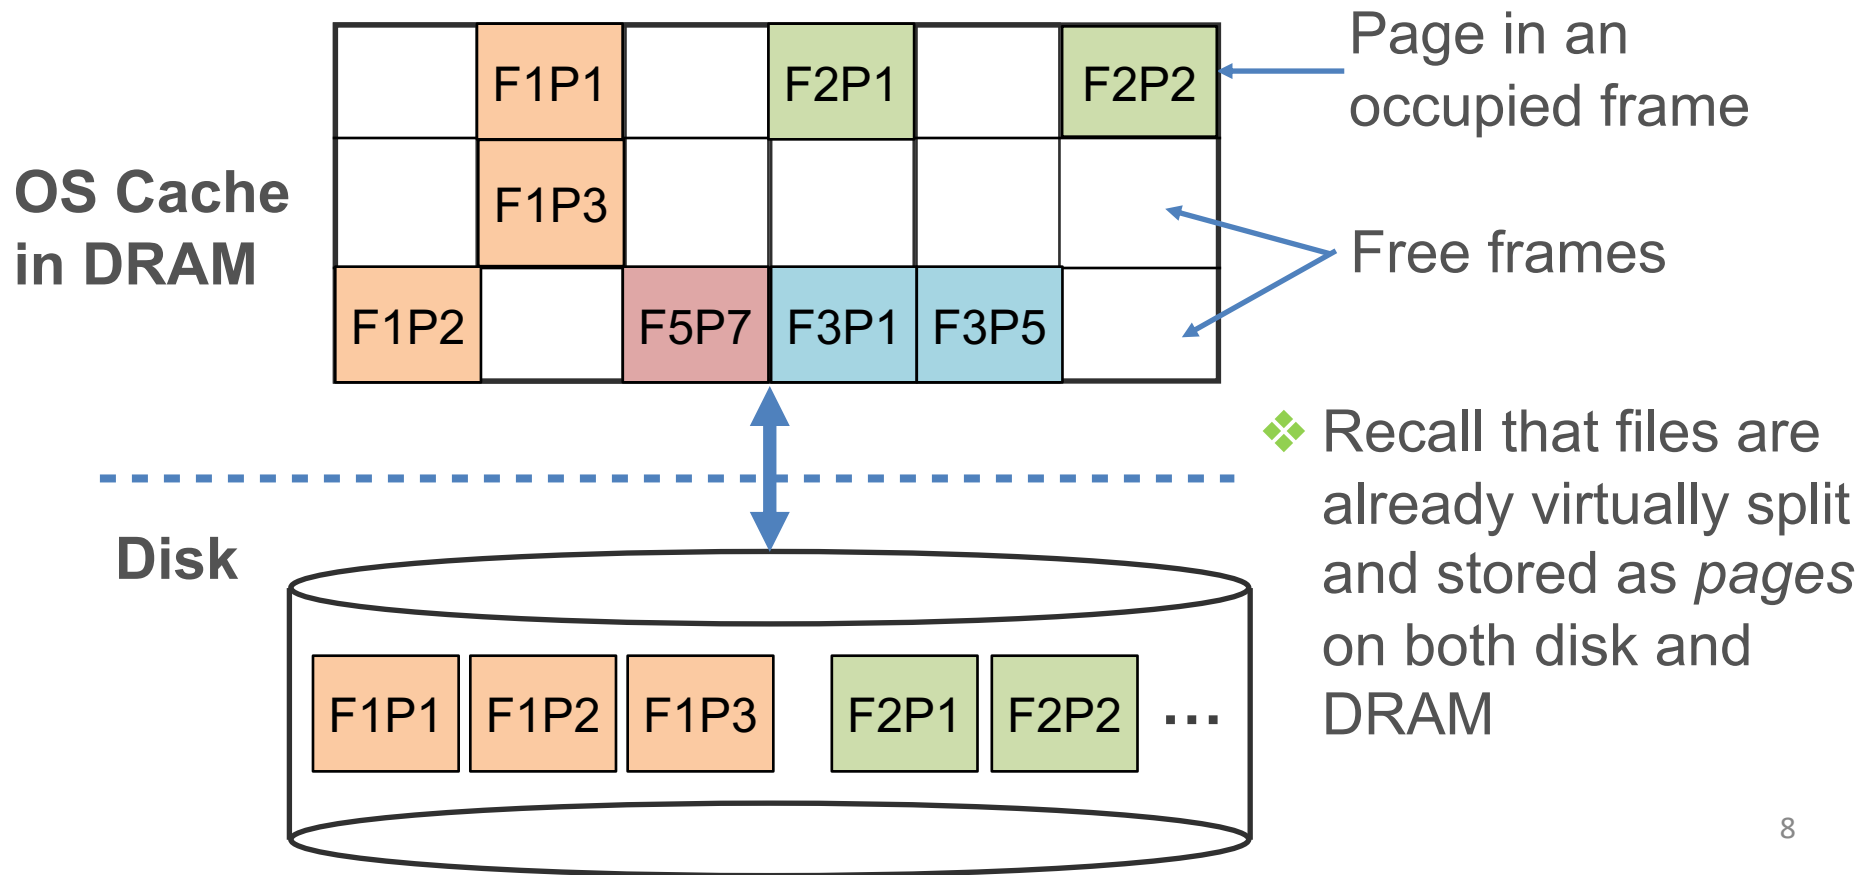 F1P1
F2P1
F2P2
Page in an
occupied frame
OS Cache
in DRAM
F1P3
Free frames
F1P2
F5P7
F3P1
F3P5
Recall that files are
already virtually split
and stored as pages
on both disk and
DRAM
Disk
F1P1
F1P2
F1P3
F2P1
F2P2
...
8